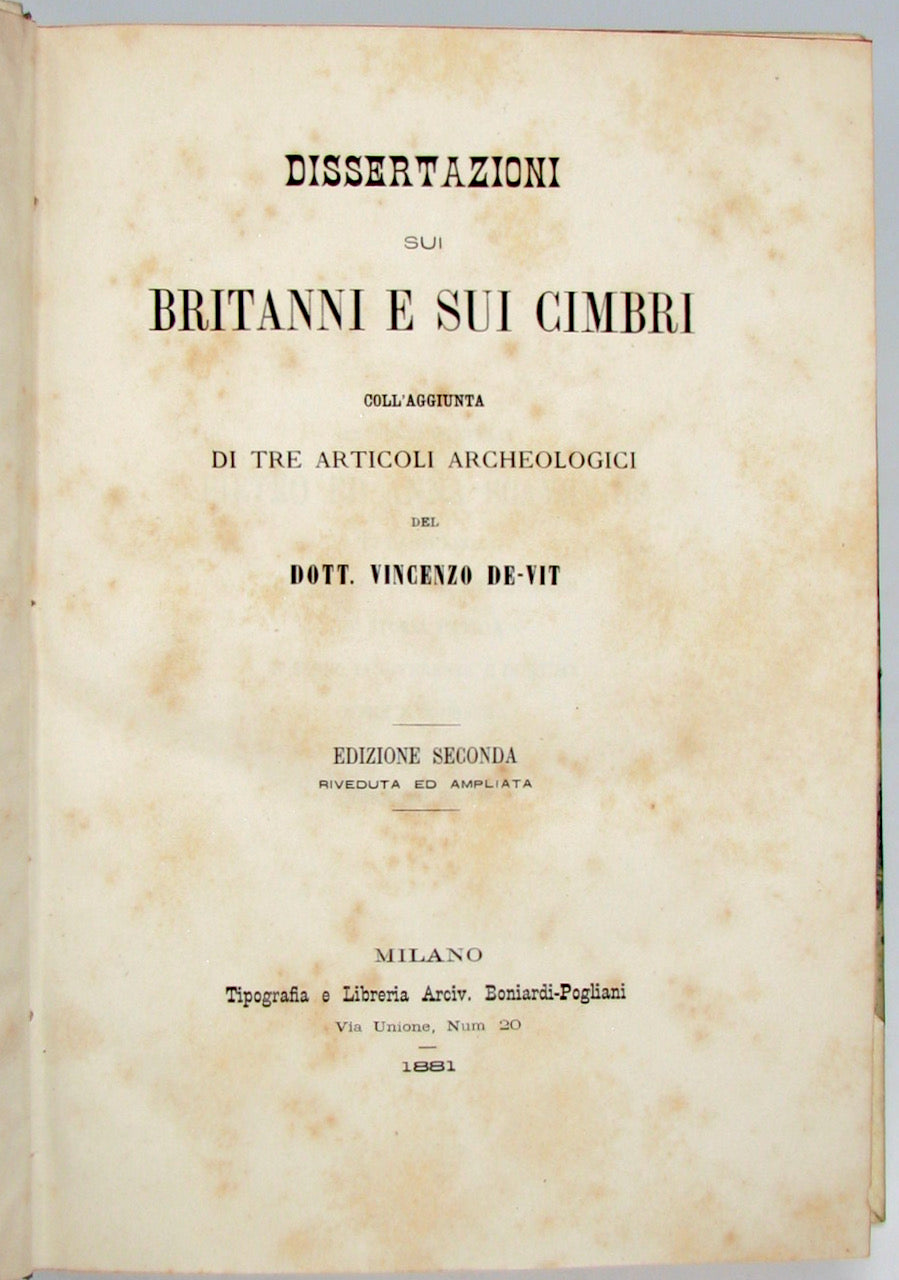 DISSERTAZIONI
SUI
BRITANNI E SUI CIMBRI
COLL'AGGIUNTA
DI TRE ARTICOLI ARCHEOLOGICI
DEL
DOTT. VINCENZO DE-VIT
EDIZIONE SECONDA
RIVEDUTA ED AMPLIATA
MILANO
Tipografia e Libreria Arciv. Boniardi-Pogliani
Via Unione, Num 20
1881